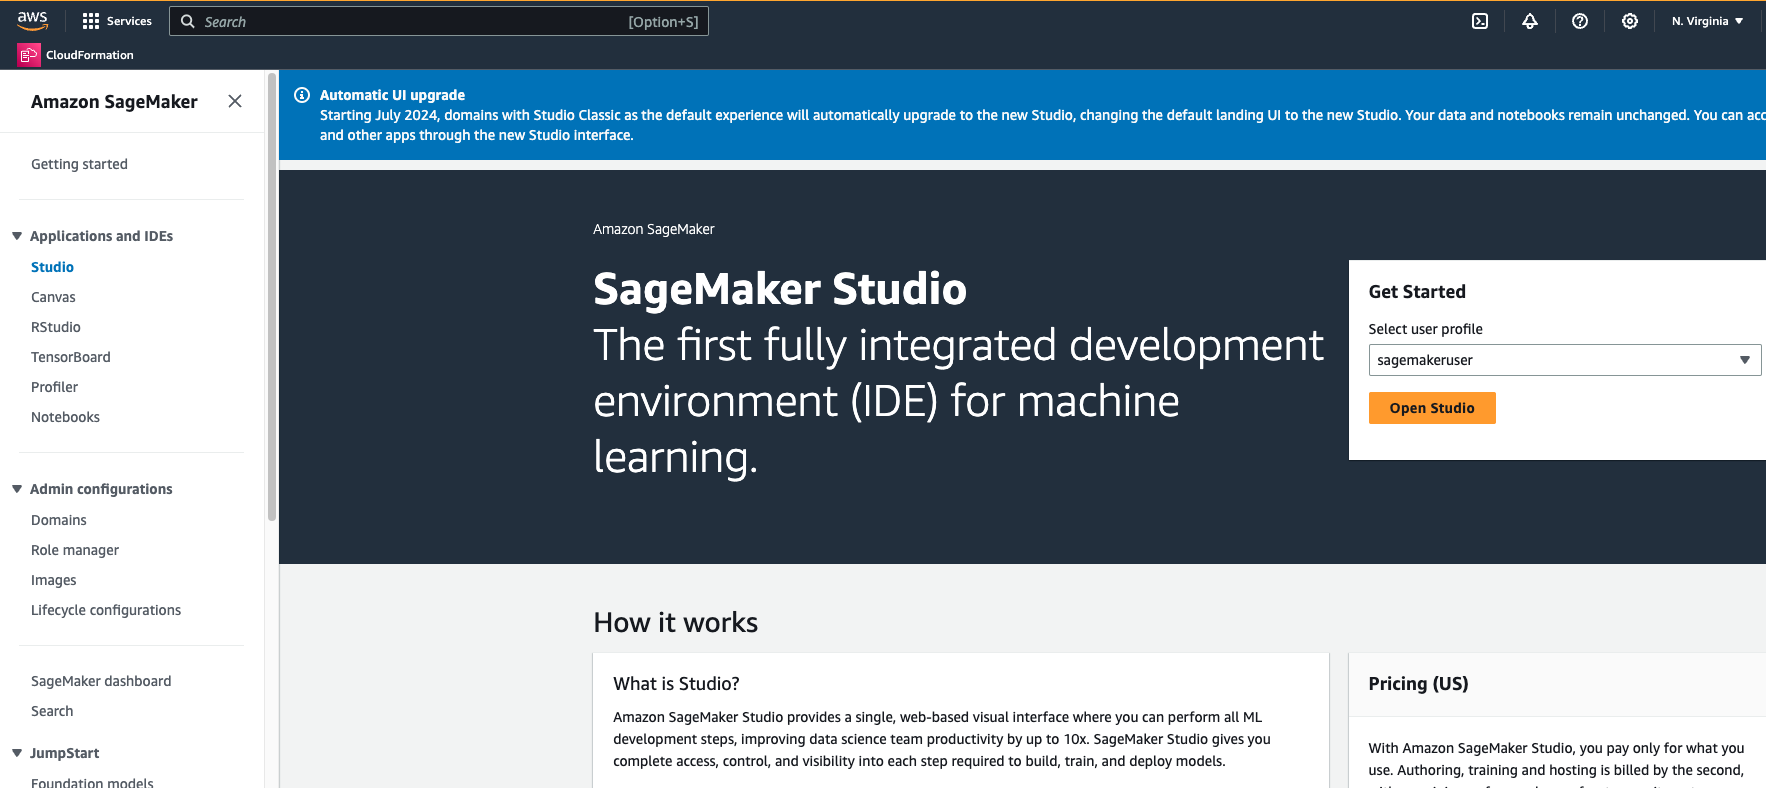 aws
Services
Search
[Option+S]
N. Virginia
CloudFormation
Amazon SageMaker
Getting started
Applications and IDEs
Studio
Canvas
RStudio
TensorBoard
Profiler
Notebooks
Admin configurations
Domains
Role manager
Images
Lifecycle configurations
SageMaker dashboard
Search
JumpStart
Foundation models
Automatic UI upgrade
Starting July 2024, domains with Studio Classic as the default experience will automatically upgrade to the new Studio, changing the default landing UI to the new Studio. Your data and notebooks remain unchanged. You can acc
and other apps through the new Studio interface.
Amazon SageMaker
SageMaker Studio
The first fully integrated development
environment (IDE) for machine
learning.
Get Started
Select user profile
sagemakeruser
Open Studio
How it works
What is Studio?
Amazon SageMaker Studio provides a single, web-based visual interface where you can perform all ML
development steps, improving data science team productivity by up to 10x. SageMaker Studio gives you
complete access, control, and visibility into each step required to build, train, and deploy models.
Pricing (US)
With Amazon SageMaker Studio, you pay only for what you
use. Authoring, training and hosting is billed by the second,